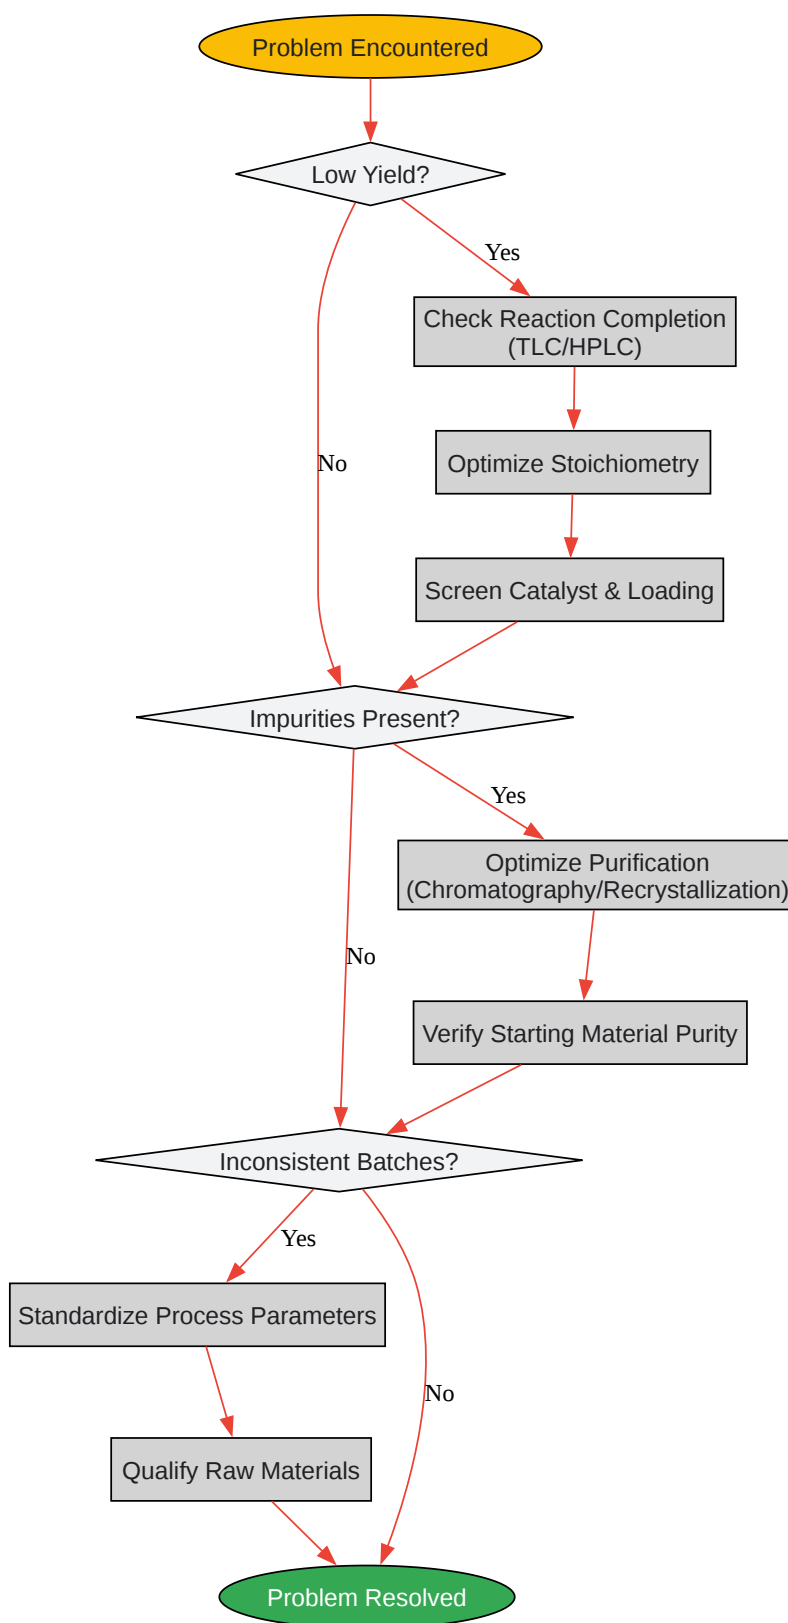 Problem Encountered
Low Yield?
Yes
Check Reaction Completion
(TLC/HPLC)
No
Optimize Stoichiometry
Screen Catalyst & Loading
Impurities Present?
Yes
Optimize Purification
(Chromatography/Recrystallization)
No
Verify Starting Material Purity
Inconsistent Batches?
Yes
Standardize Process Parameters
No
Qualify Raw Materials
Problem Resolved